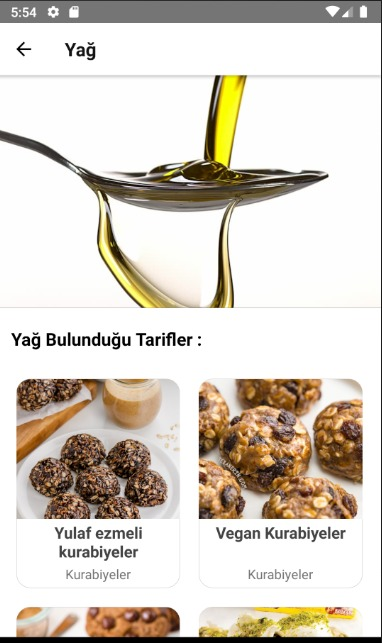 5:54
Yağ
Yağ Bulunduğu Tarifler :
Yulaf ezmeli
kurabiyeler
Kurabiyeler
Vegan Kurabiyeler
Kurabiyeler